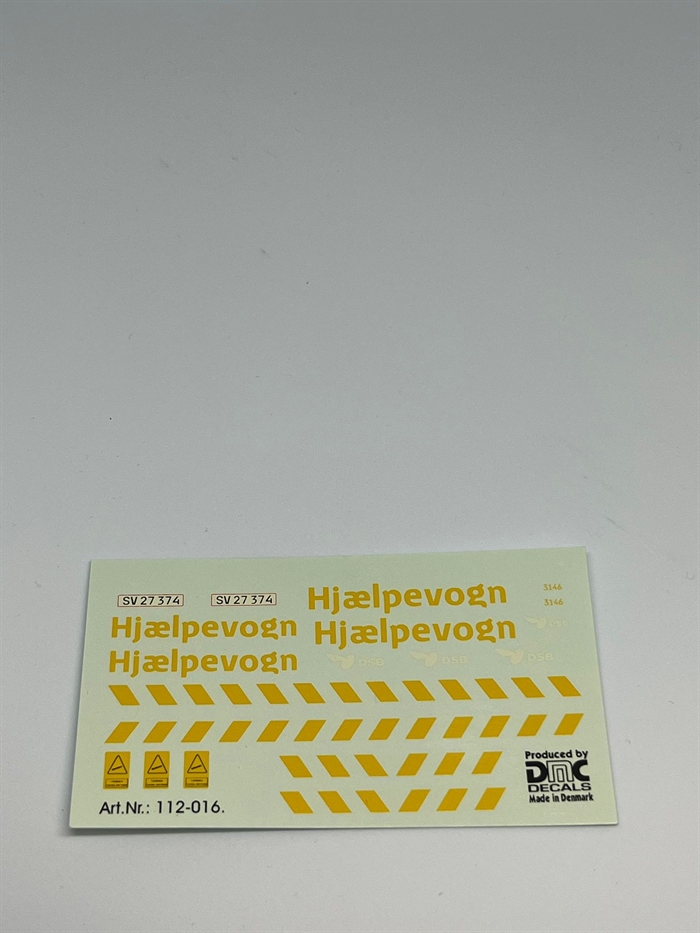 SV 27 374
SV 27 374
Hjælpevogn
3146
3146
Hjælpevogn
Hjælpevogn
Hjælpevogn
DSB
DSB
DSB
DSB
Art.Nr.: 112-016.
Produced by
DMC
DECALS
Made in Denmark